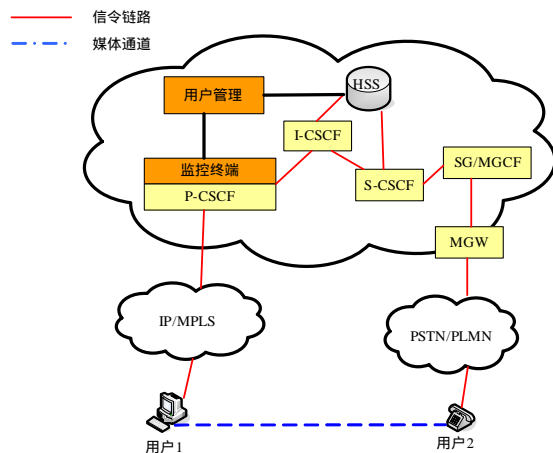 信令链路
媒体通道
HSS
用户管理
I-CSCF
监控终端
SG/MGCF
P-CSCF
S-CSCF
MGW
IP/MPLS
PSTN/PLMN
用户1
用户2